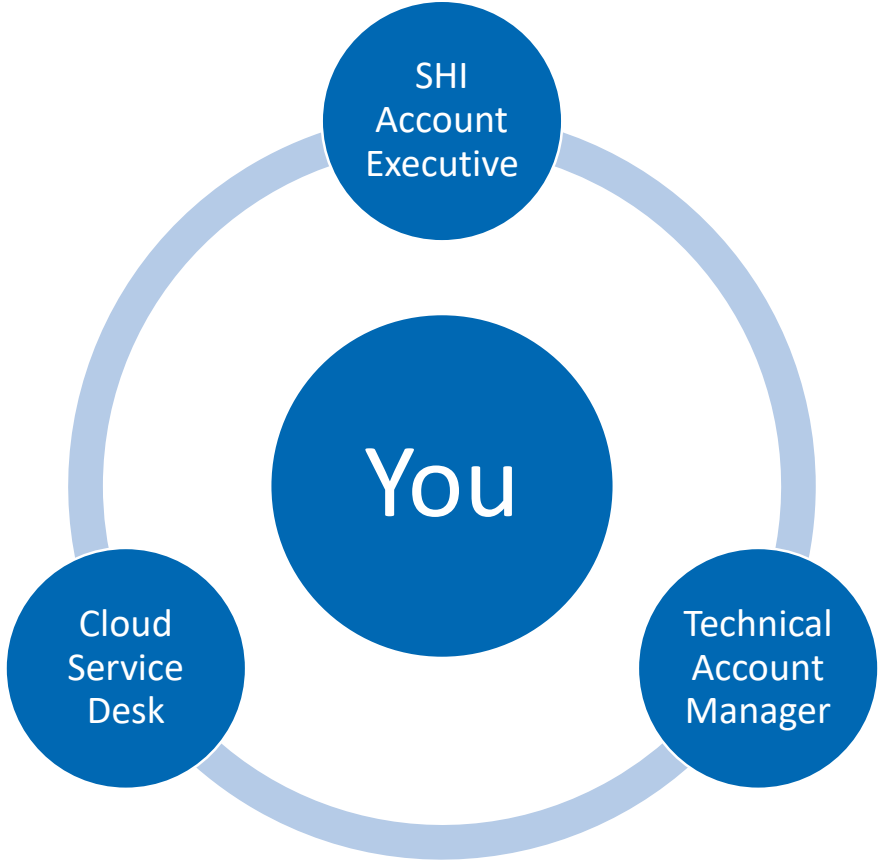 SHI
Account
Executive
You
Cloud
Service
Desk
Technical
Account
Manager